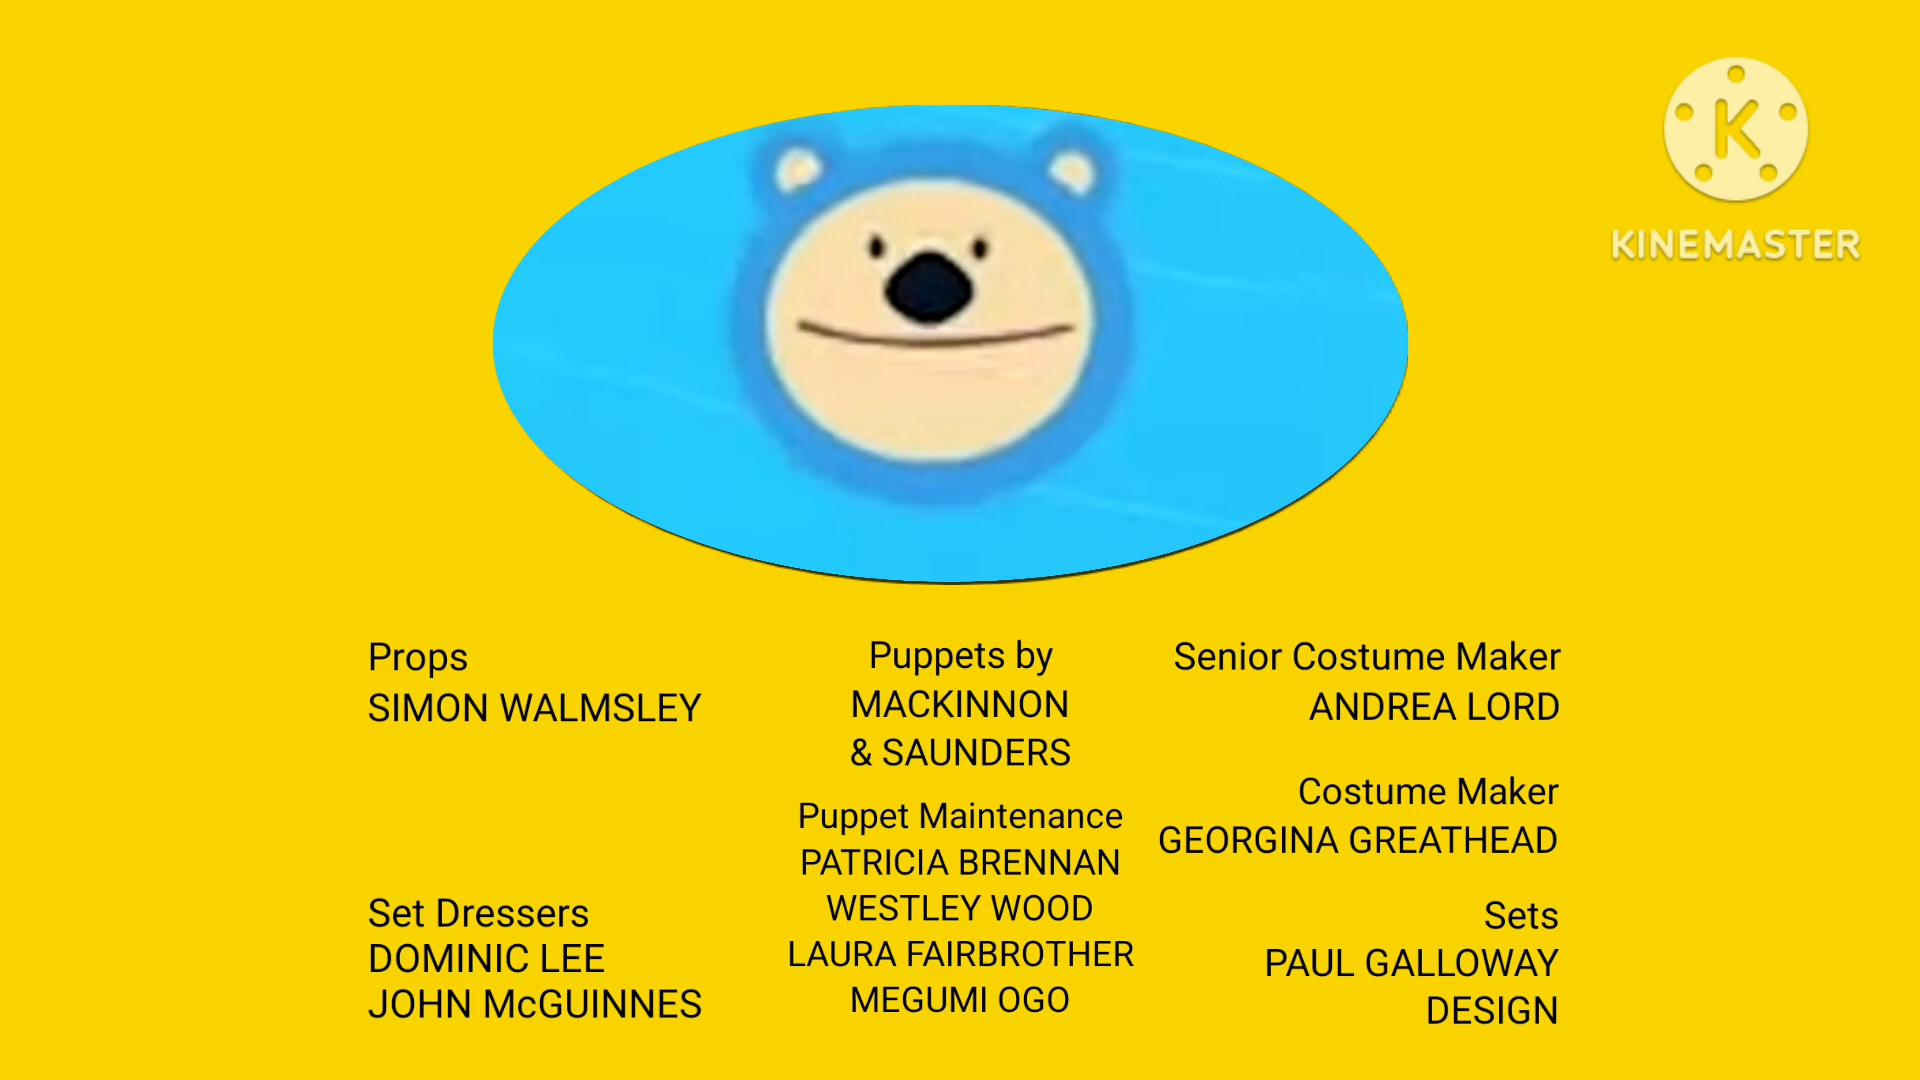 K
KINEMASTER
Props
SIMON WALMSLEY
Puppets by
MACKINNON
& SAUNDERS
Senior Costume Maker
ANDREA LORD
Costume Maker
GEORGINA GREATHEAD
Puppet Maintenance
PATRICIA BRENNAN
WESTLEY WOOD
LAURA FAIRBROTHER
MEGUMI OGO
Set Dressers
DOMINIC LEE
JOHN McGUINNES
Sets
PAUL GALLOWAY
DESIGN